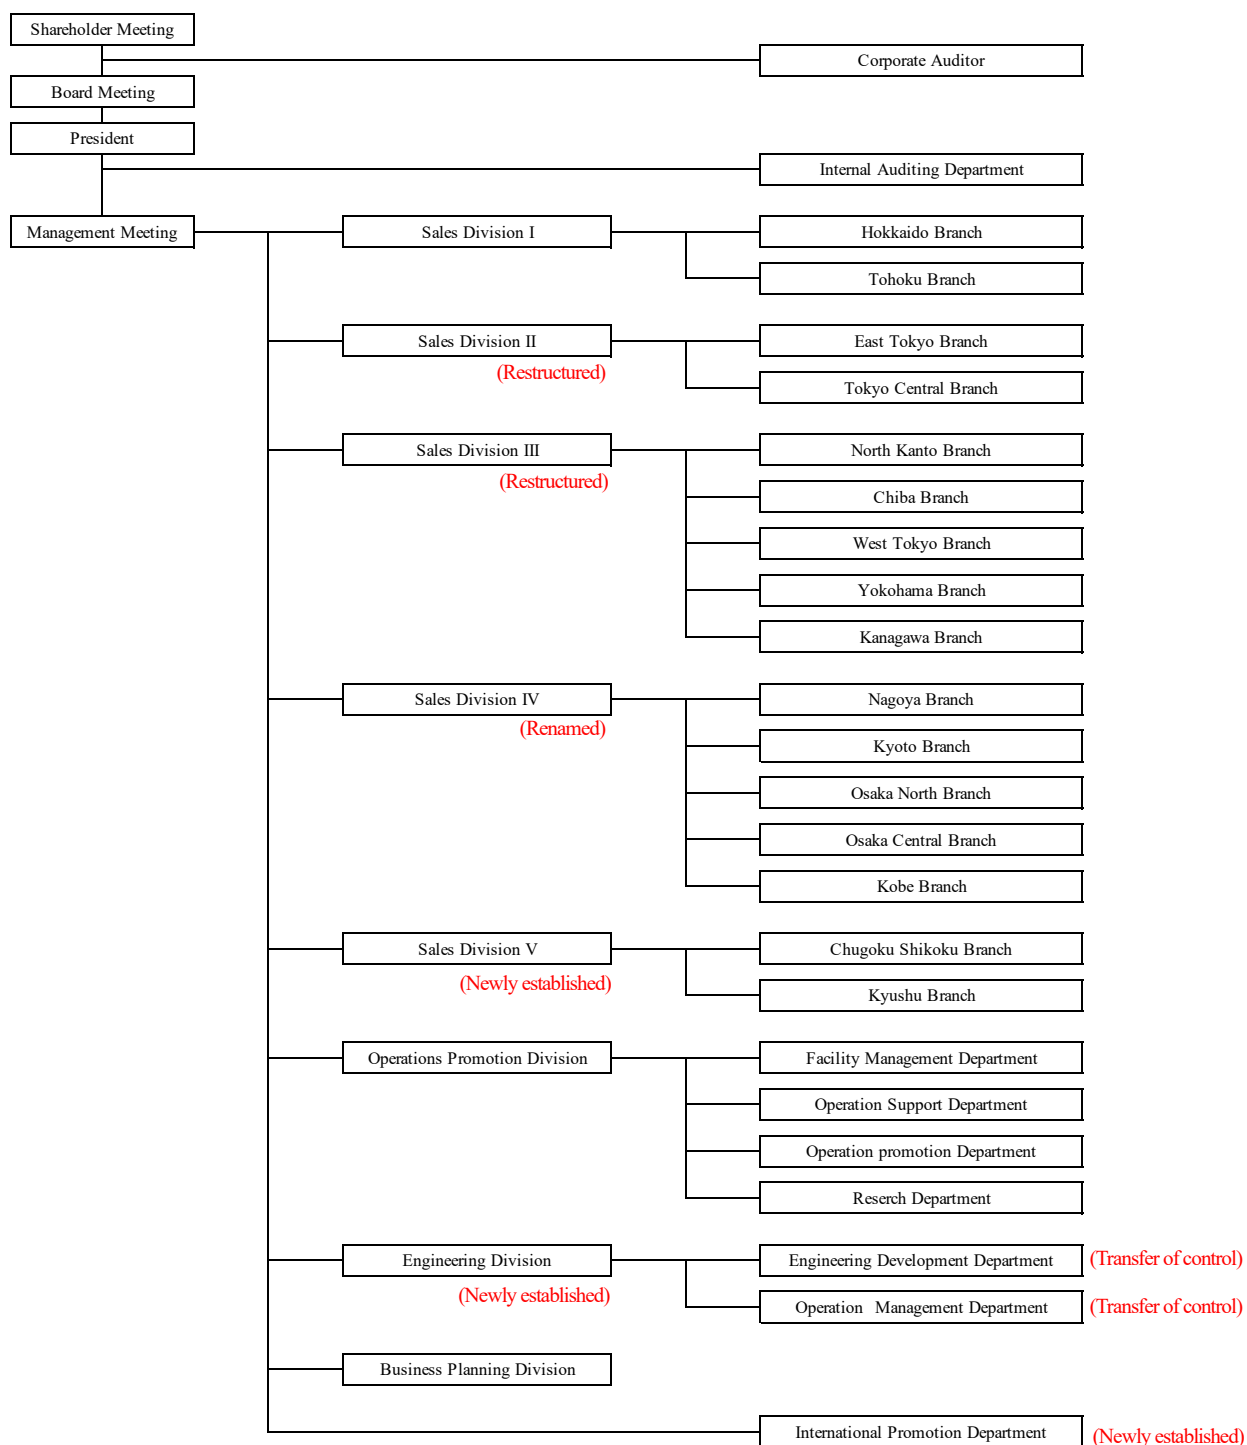 Shareholder Meeting
Corporate Auditor
Board Meeting
President
Internal Auditing Department
Management Meeting
Sales Division I
Hokkaido Branch
Tohoku Branch
Sales Division II
East Tokyo Branch
(Restructured)
Tokyo Central Branch
Sales Division III
North Kanto Branch
(Restructured)
Chiba Branch
West Tokyo Branch
Yokohama Branch
Kanagawa Branch
Sales Division IV
Nagoya Branch
(Renamed)
Kyoto Branch
Osaka North Branch
Osaka Central Branch
Kobe Branch
Sales Division V
Chugoku Shikoku Branch
(Newly established)
Kyushu Branch
Operations Promotion Division
Facility Management Department
Operation Support Department
Operation promotion Department
Reserch Department
Engineering Division
Engineering Development Department
(Transfer of control)
(Newly established)
Operation Management Department
(Transfer of control)
Business Planning Division
International Promotion Department
(Newly established)